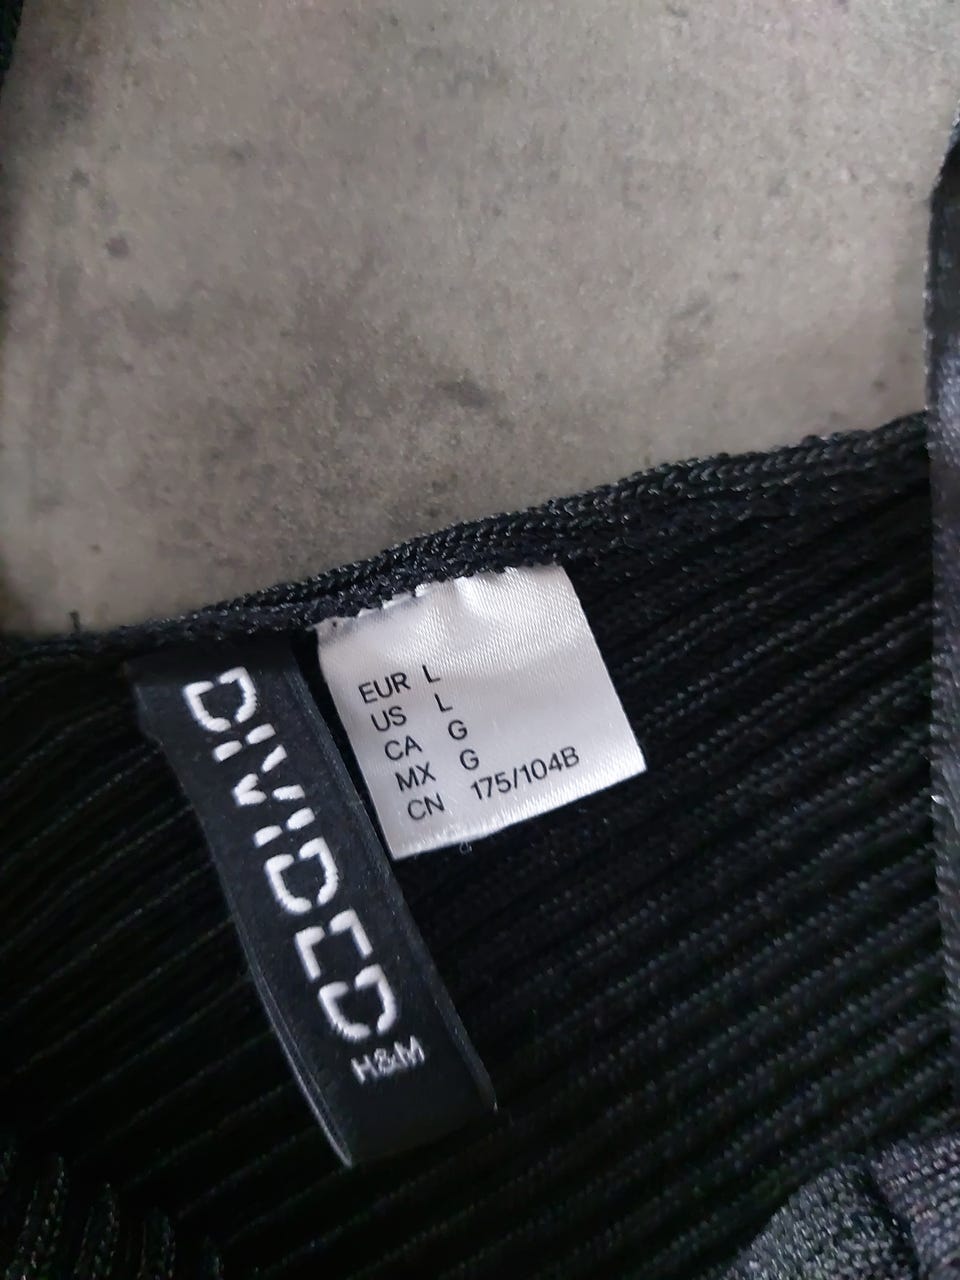 DIVIDED
H&M
EUR L
US L
CA G
MX G
CN 175/104B